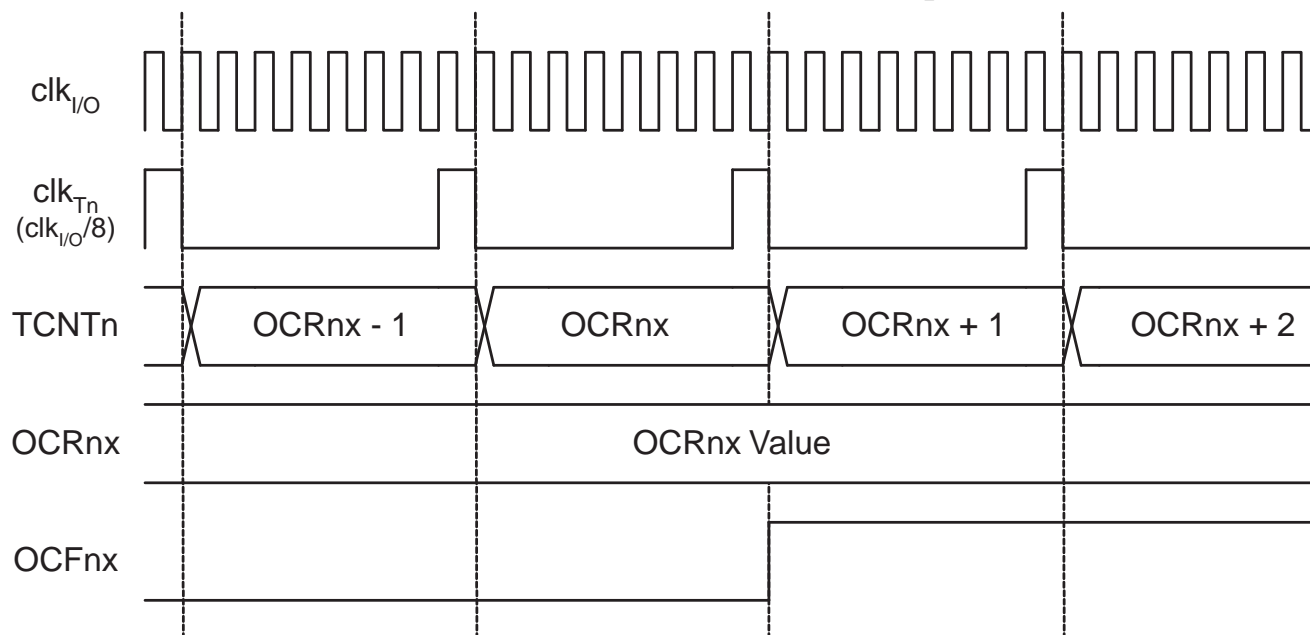 clkI/O
clkTn
(clkI/O/8)
TCNTn
OCRnx - 1
OCRnx
OCRnx + 1
OCRnx + 2
OCRnx
OCRnx Value
OCFnx